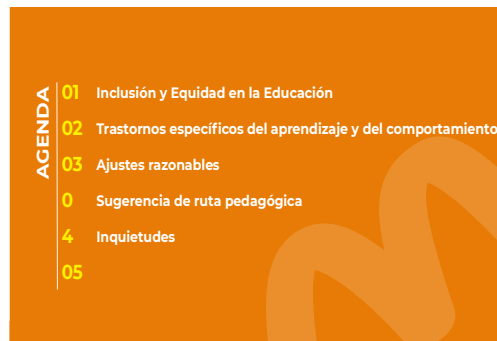 AGENDA
01 Inclusión y Equidad en la Educación
02 Trastornos específicos del aprendizaje y del comportamiento
03 Ajustes razonables
0 Sugerencia de ruta pedagógica
4 Inquietudes
05